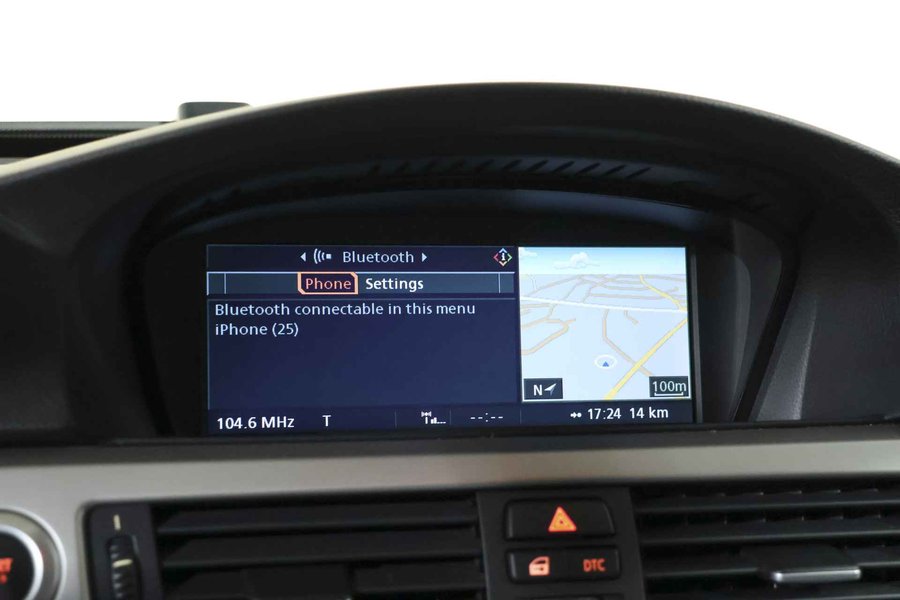 Bluetooth
Phone Settings
Bluetooth connectable in this menu
iPhone (25)
N 100m
104.6 MHz T --:-- 17:24 14 km
DTC